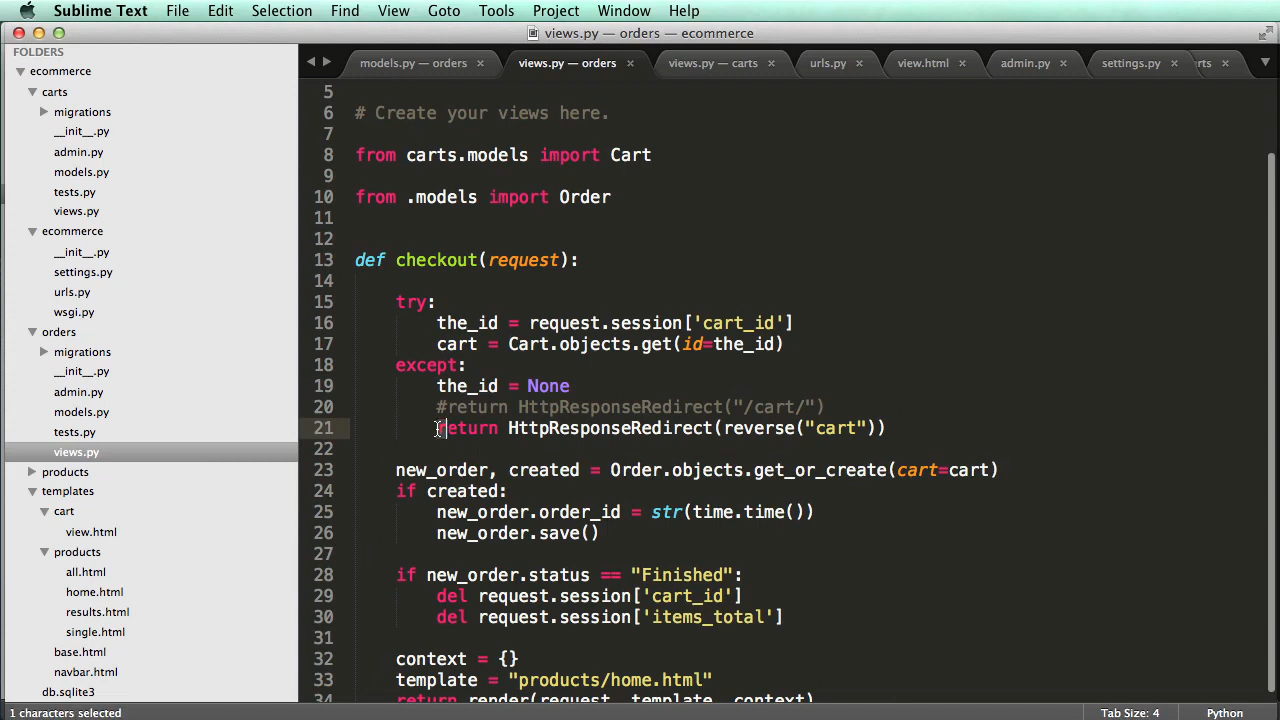 Sublime Text File Edit Selection Find View Goto Tools Project Window Help
views.py — orders — ecommerce
FOLDERS
ecommerce
carts
migrations
__init__.py
admin.py
models.py
tests.py
views.py
ecommerce
__init__.py
settings.py
urls.py
wsgi.py
orders
migrations
__init__.py
admin.py
models.py
tests.py
views.py
products
templates
cart
view.html
products
all.html
home.html
results.html
single.html
base.html
navbar.html
db.sqlite3
models.py — orders × views.py — orders × views.py — carts × urls.py × view.html × admin.py × settings.py × rts ×
5
6 # Create your views here.
7
8 from carts.models import Cart
9
10 from .models import Order
11
12
13 def checkout(request):
14
15 try:
16 the_id = request.session['cart_id']
17 cart = Cart.objects.get(id=the_id)
18 except:
19 the_id = None
20 #return HttpResponseRedirect("/cart/")
21 return HttpResponseRedirect(reverse("cart"))
22
23 new_order, created = Order.objects.get_or_create(cart=cart)
24 if created:
25 new_order.order_id = str(time.time())
26 new_order.save()
27
28 if new_order.status == "Finished":
29 del request.session['cart_id']
30 del request.session['items_total']
31
32 context = {}
33 template = "products/home.html"
34 return render(request, template, context)
1 characters selected Tab Size: 4 Python